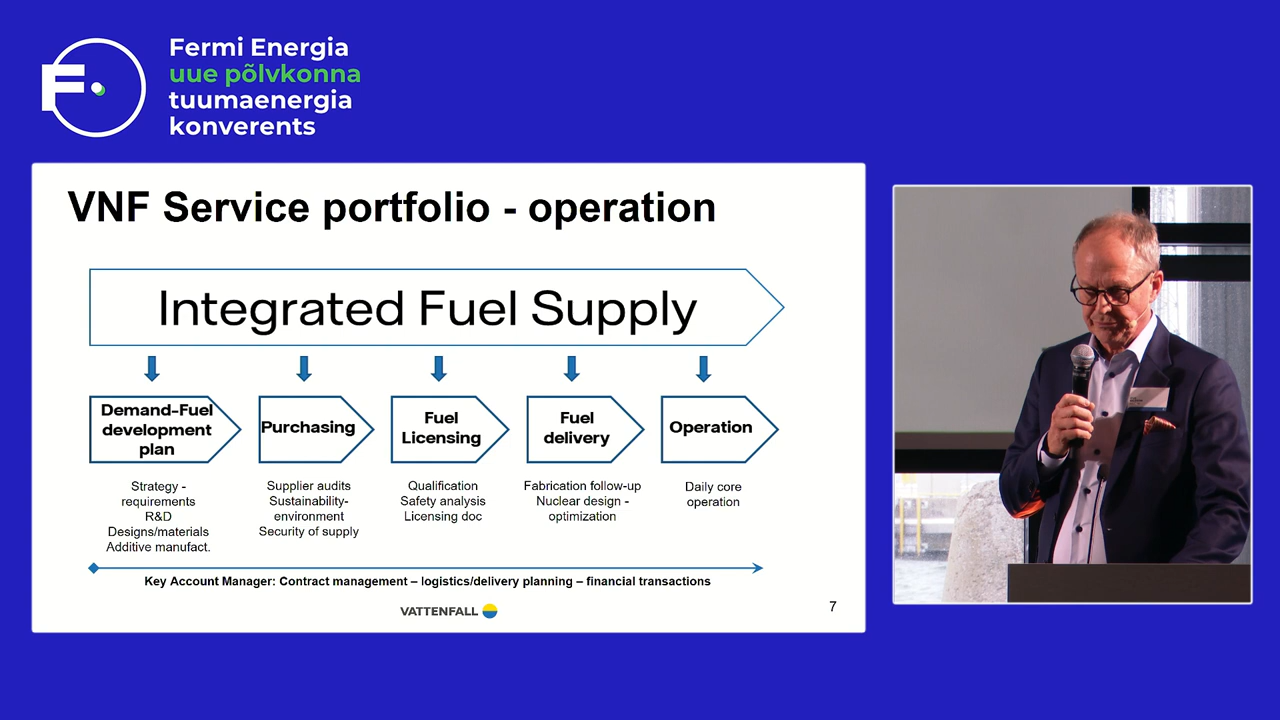 Fermi Energia
uue põlvkonna
tuumaenergia
konverents
VNF Service portfolio - operation
Integrated Fuel Supply
Demand-Fuel
development
plan
Purchasing
Fuel
Licensing
Fuel
delivery
Operation
Strategy -
requirements
R&D
Designs/materials
Additive manufact.
Supplier audits
Sustainability-
environment
Security of supply
Qualification
Safety analysis
Licensing doc
Fabrication follow-up
Nuclear design -
optimization
Daily core
operation
Key Account Manager: Contract management – logistics/delivery planning – financial transactions
VATTENFALL
7